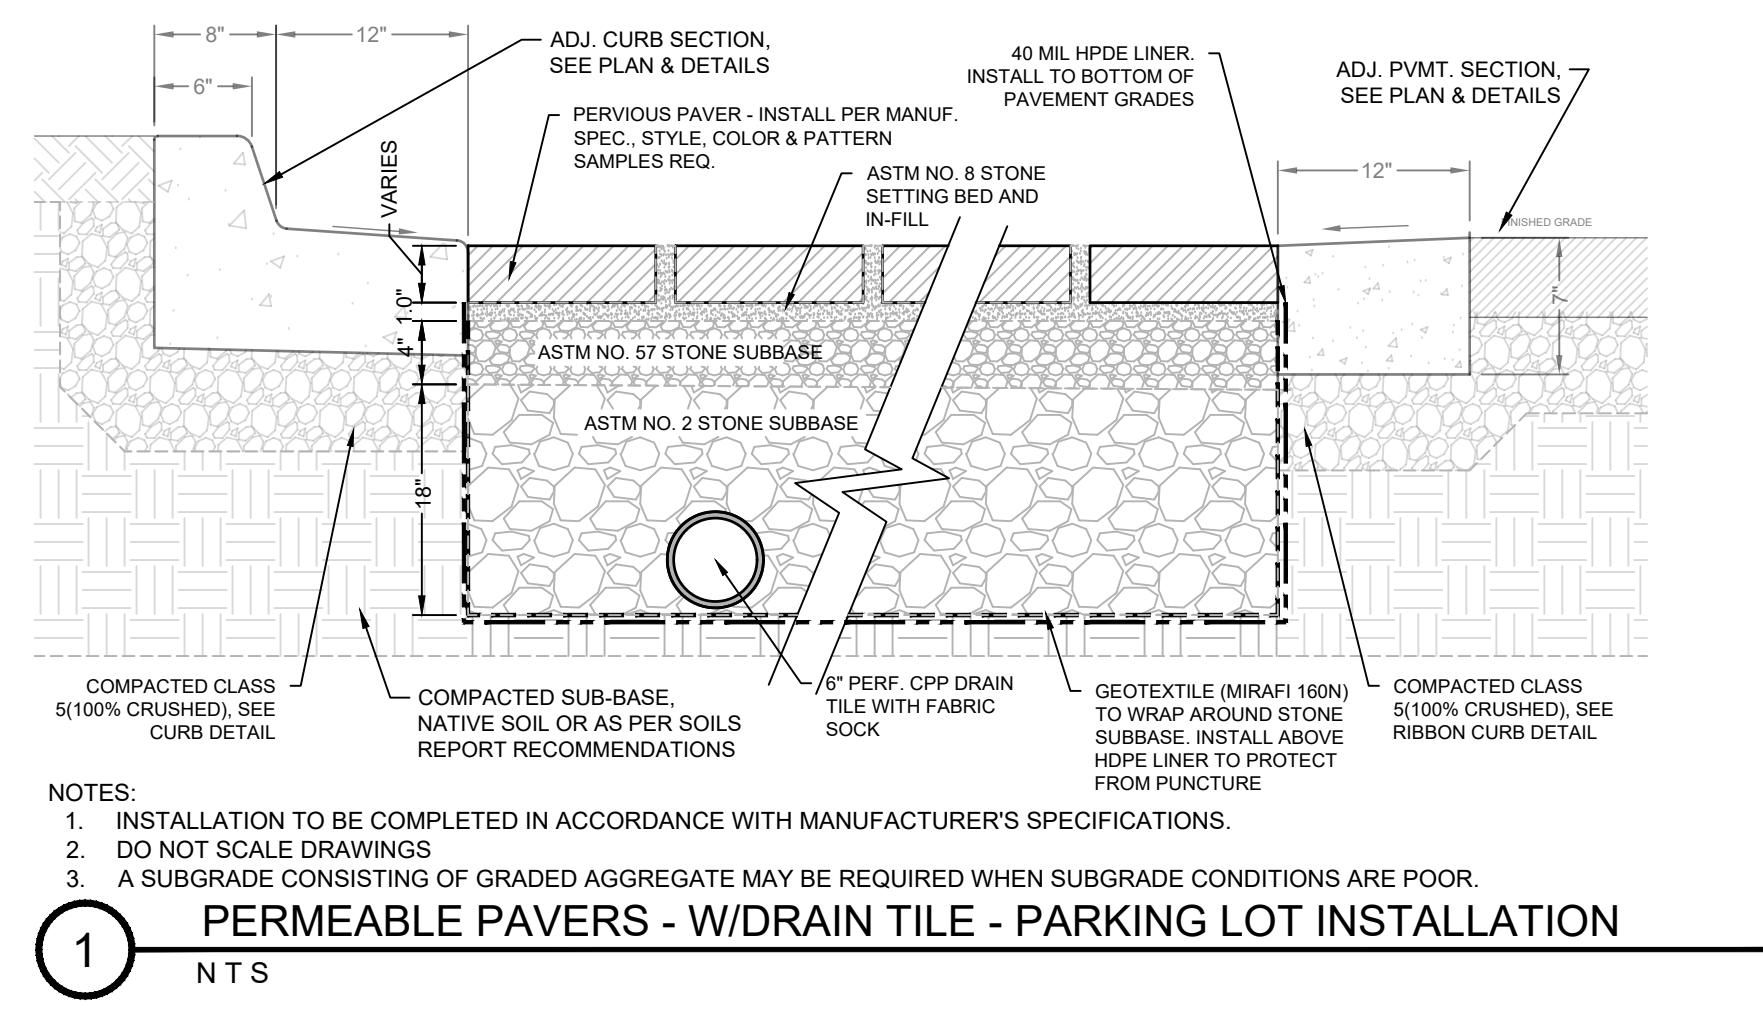 8"
12"
6"
ADJ. CURB SECTION,
SEE PLAN & DETAILS
40 MIL HPDE LINER.
INSTALL TO BOTTOM OF
PAVEMENT GRADES
ADJ. PVMT. SECTION,
SEE PLAN & DETAILS
PERVIOUS PAVER - INSTALL PER MANUF.
SPEC., STYLE, COLOR & PATTERN
SAMPLES REQ.
VARIES
ASTM NO. 8 STONE
SETTING BED AND
IN-FILL
12"
FINISHED GRADE
1.0"
7"
4"
ASTM NO. 57 STONE SUBBASE
ASTM NO. 2 STONE SUBBASE
18"
COMPACTED CLASS
5(100% CRUSHED), SEE
CURB DETAIL
COMPACTED SUB-BASE,
NATIVE SOIL OR AS PER SOILS
REPORT RECOMMENDATIONS
6" PERF. CPP DRAIN
TILE WITH FABRIC
SOCK
GEOTEXTILE (MIRAFI 160N)
TO WRAP AROUND STONE
SUBBASE. INSTALL ABOVE
HDPE LINER TO PROTECT
FROM PUNCTURE
COMPACTED CLASS
5(100% CRUSHED), SEE
RIBBON CURB DETAIL
NOTES:
1. INSTALLATION TO BE COMPLETED IN ACCORDANCE WITH MANUFACTURER'S SPECIFICATIONS.
2. DO NOT SCALE DRAWINGS
3. A SUBGRADE CONSISTING OF GRADED AGGREGATE MAY BE REQUIRED WHEN SUBGRADE CONDITIONS ARE POOR.
1
PERMEABLE PAVERS - W/DRAIN TILE - PARKING LOT INSTALLATION
N T S